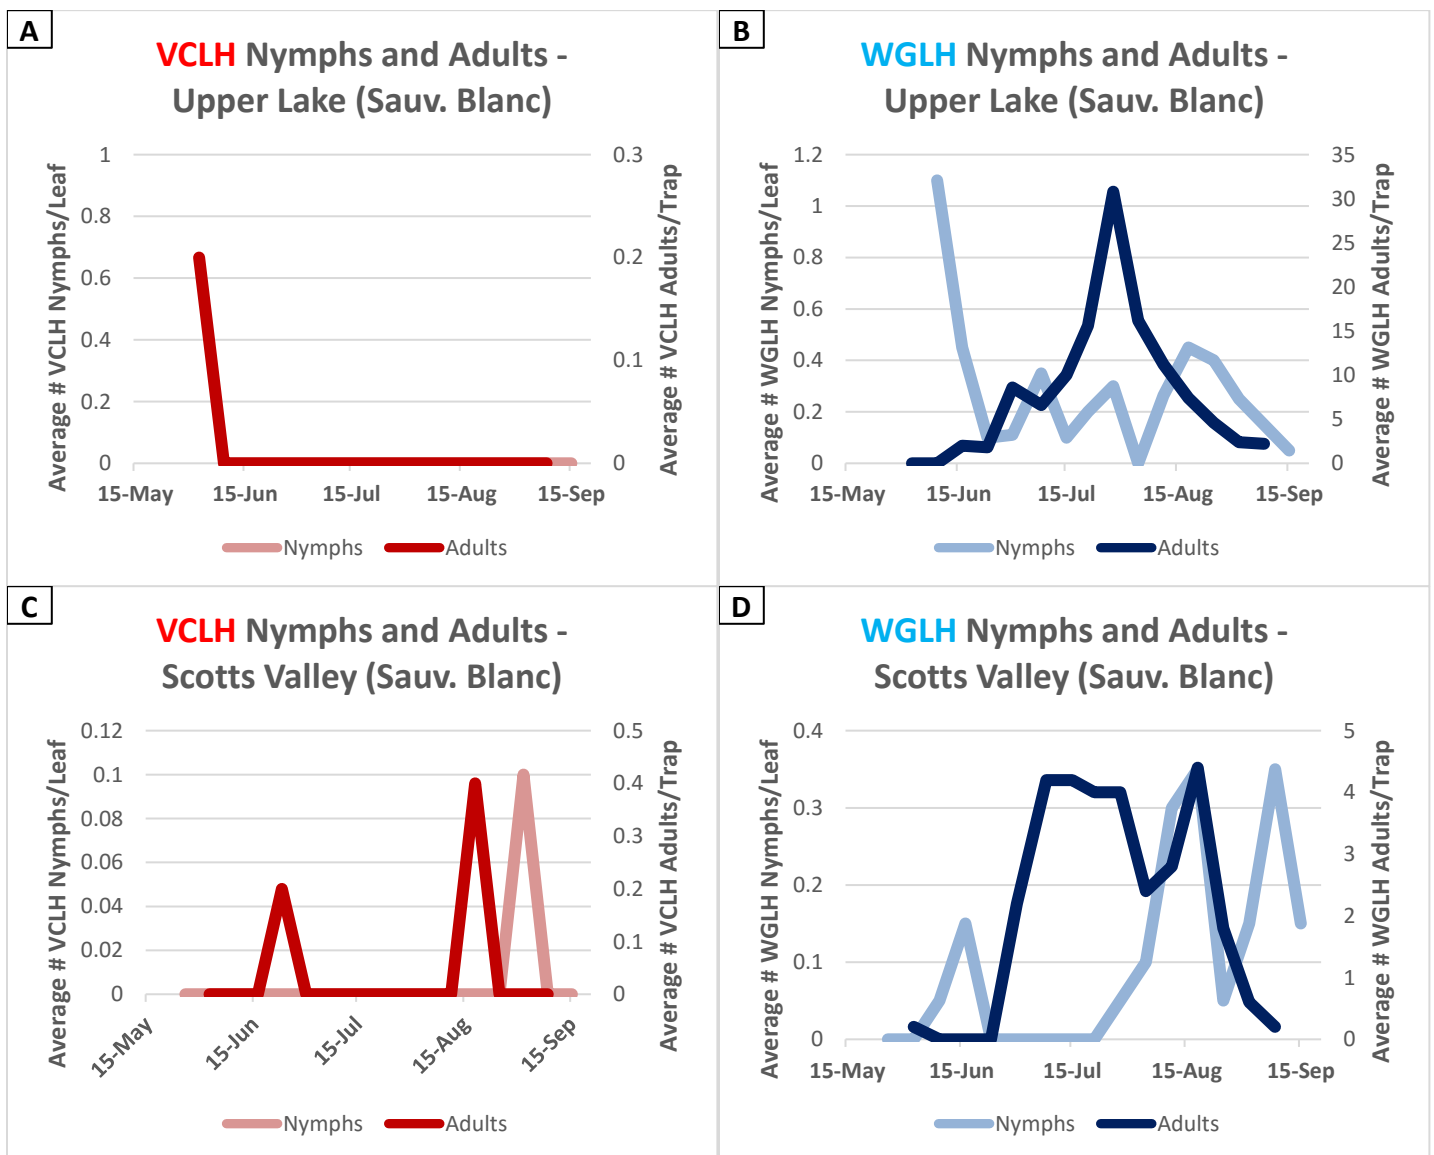 A
VCLH Nymphs and Adults -
Upper Lake (Sauv. Blanc)
Average # VCLH Nymphs/Leaf
1
0.8
0.6
0.4
0.2
0
0.3
0.2
0.1
0
Average # VCLH Adults/Trap
15-May 15-Jun 15-Jul 15-Aug 15-Sep
Nymphs Adults
B
WGLH Nymphs and Adults -
Upper Lake (Sauv. Blanc)
Average # WGLH Nymphs/Leaf
1.2
1
0.8
0.6
0.4
0.2
0
35
30
25
20
15
10
5
0
Average # WGLH Adults/Trap
15-May 15-Jun 15-Jul 15-Aug 15-Sep
Nymphs Adults
C
VCLH Nymphs and Adults -
Scotts Valley (Sauv. Blanc)
Average # VCLH Nymphs/Leaf
0.12
0.1
0.08
0.06
0.04
0.02
0
0.5
0.4
0.3
0.2
0.1
0
Average # VCLH Adults/Trap
15-May 15-Jun 15-Jul 15-Aug 15-Sep
Nymphs Adults
D
WGLH Nymphs and Adults -
Scotts Valley (Sauv. Blanc)
Average # WGLH Nymphs/Leaf
0.4
0.3
0.2
0.1
0
5
4
3
2
1
0
Average # WGLH Adults/Trap
15-May 15-Jun 15-Jul 15-Aug 15-Sep
Nymphs Adults